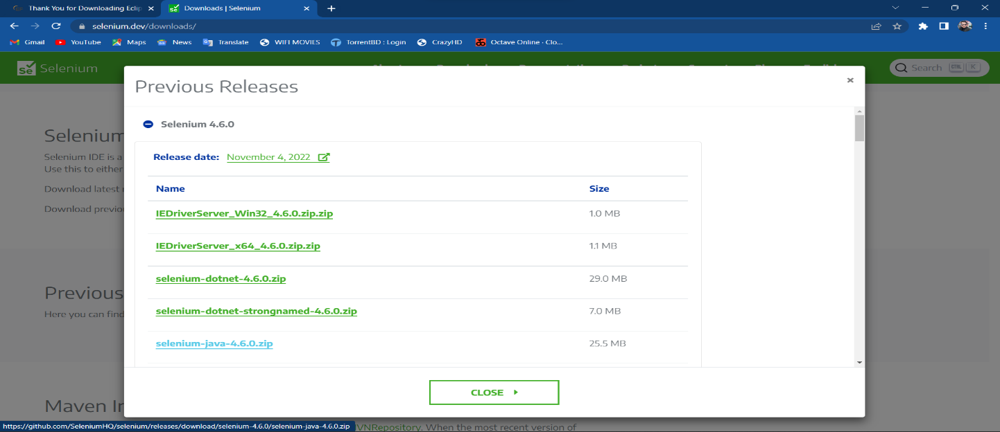 Thank You for Downloading Eclip
Downloads | Selenium
selenium.dev/downloads/
Gmail YouTube Maps News Translate WIFI MOVIES TorrentBD : Login CrazyHD Octave Online · Clo...
Se Selenium
Search CTRL K
Previous Releases
Selenium 4.6.0
Release date: November 4, 2022
Name Size
IEDriverServer_Win32_4.6.0.zip.zip 1.0 MB
IEDriverServer_x64_4.6.0.zip.zip 1.1 MB
selenium-dotnet-4.6.0.zip 29.0 MB
selenium-dotnet-strongnamed-4.6.0.zip 7.0 MB
selenium-java-4.6.0.zip 25.5 MB
CLOSE
Selenium
Selenium IDE is a
Use this to either
Download latest
Download previo
Previous
Here you can find
Maven In
VNRepository. When the most recent version of
https://github.com/SeleniumHQ/selenium/releases/download/selenium-4.6.0/selenium-java-4.6.0.zip